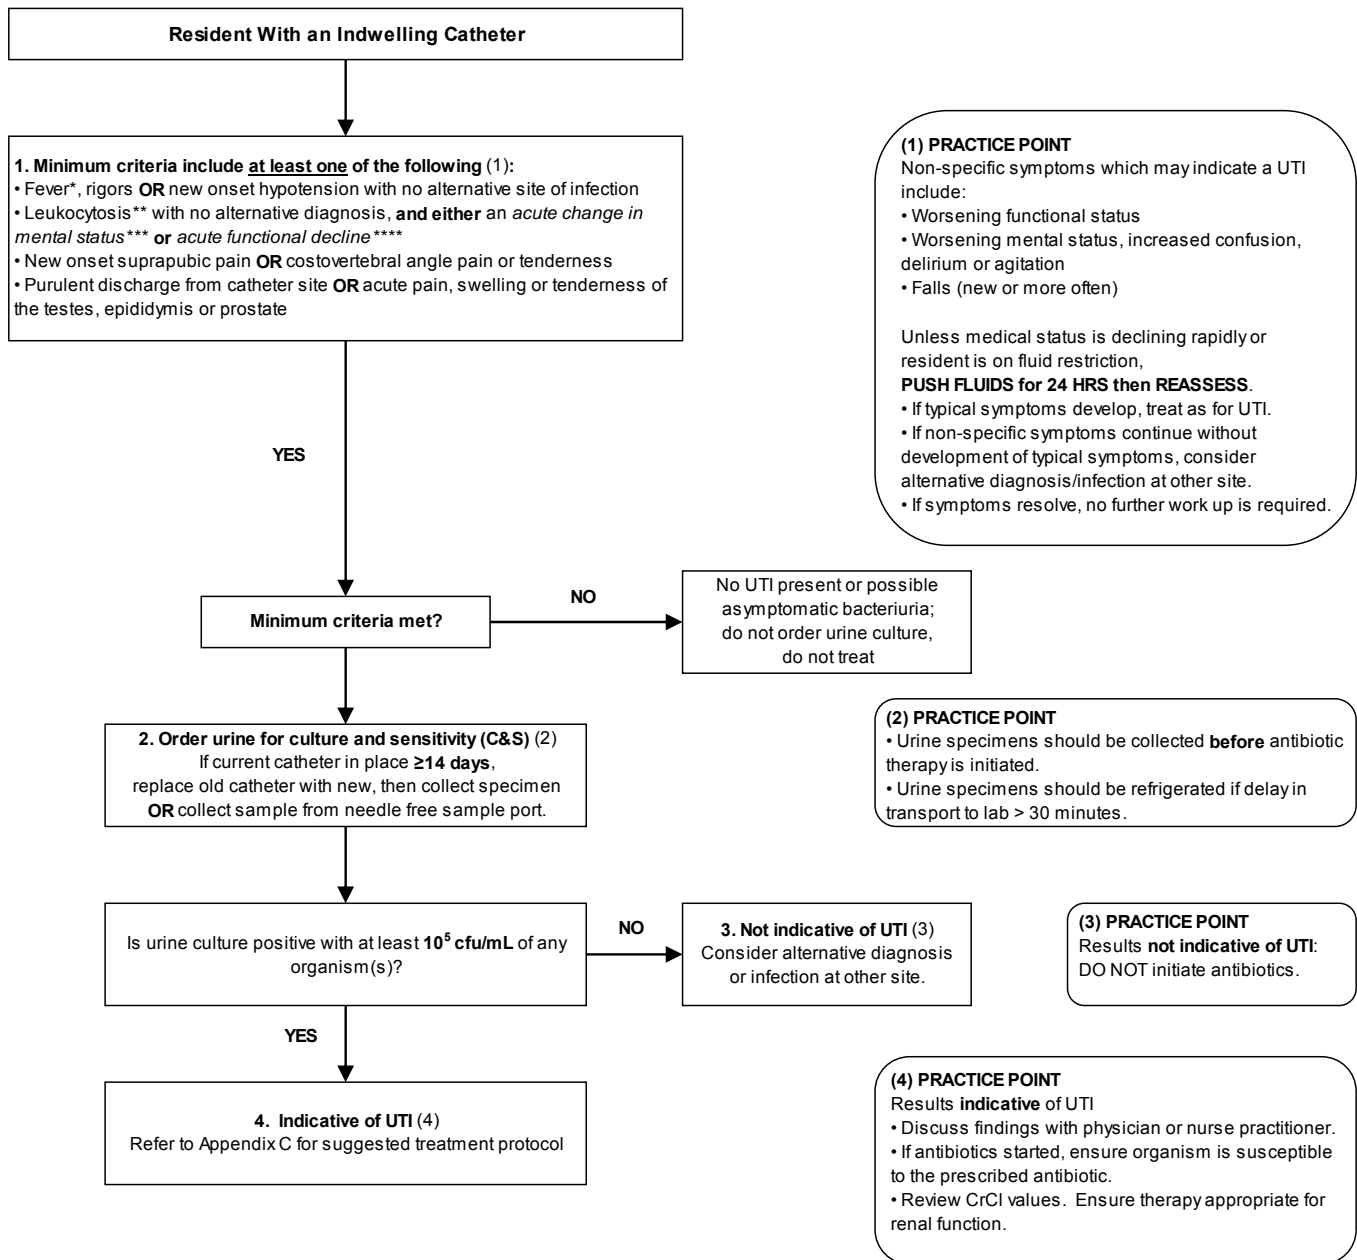 Resident With an Indwelling Catheter
1. Minimum criteria include at least one of the following (1):
• Fever*, rigors OR new onset hypotension with no alternative site of infection
• Leukocytosis** with no alternative diagnosis, and either an acute change in
mental status*** or acute functional decline****
• New onset suprapubic pain OR costovertebral angle pain or tenderness
• Purulent discharge from catheter site OR acute pain, swelling or tenderness of
the testes, epididymis or prostate
(1) PRACTICE POINT
Non-specific symptoms which may indicate a UTI
include:
• Worsening functional status
• Worsening mental status, increased confusion,
delirium or agitation
• Falls (new or more often)
Unless medical status is declining rapidly or
resident is on fluid restriction,
PUSH FLUIDS for 24 HRS then REASSESS.
• If typical symptoms develop, treat as for UTI.
• If non-specific symptoms continue without
development of typical symptoms, consider
alternative diagnosis/infection at other site.
• If symptoms resolve, no further work up is required.
YES
Minimum criteria met?
NO
No UTI present or possible
asymptomatic bacteriuria;
do not order urine culture,
do not treat
2. Order urine for culture and sensitivity (C&S) (2)
If current catheter in place ≥14 days,
replace old catheter with new, then collect specimen
OR collect sample from needle free sample port.
(2) PRACTICE POINT
• Urine specimens should be collected before antibiotic
therapy is initiated.
• Urine specimens should be refrigerated if delay in
transport to lab > 30 minutes.
Is urine culture positive with at least 10⁵ cfu/mL of any
organism(s)?
NO
3. Not indicative of UTI (3)
Consider alternative diagnosis
or infection at other site.
(3) PRACTICE POINT
Results not indicative of UTI:
DO NOT initiate antibiotics.
YES
4. Indicative of UTI (4)
Refer to Appendix C for suggested treatment protocol
(4) PRACTICE POINT
Results indicative of UTI
• Discuss findings with physician or nurse practitioner.
• If antibiotics started, ensure organism is susceptible
to the prescribed antibiotic.
• Review CrCl values. Ensure therapy appropriate for
renal function.